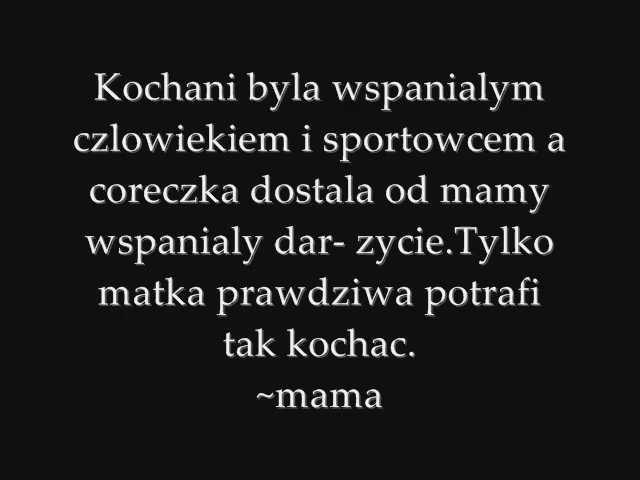 Kochani byla wspanialym
czlowiekiem i sportowcem a
coreczka dostala od mamy
wspanialy dar- zycie.Tylko
matka prawdziwa potrafi
tak kochac.
~mama